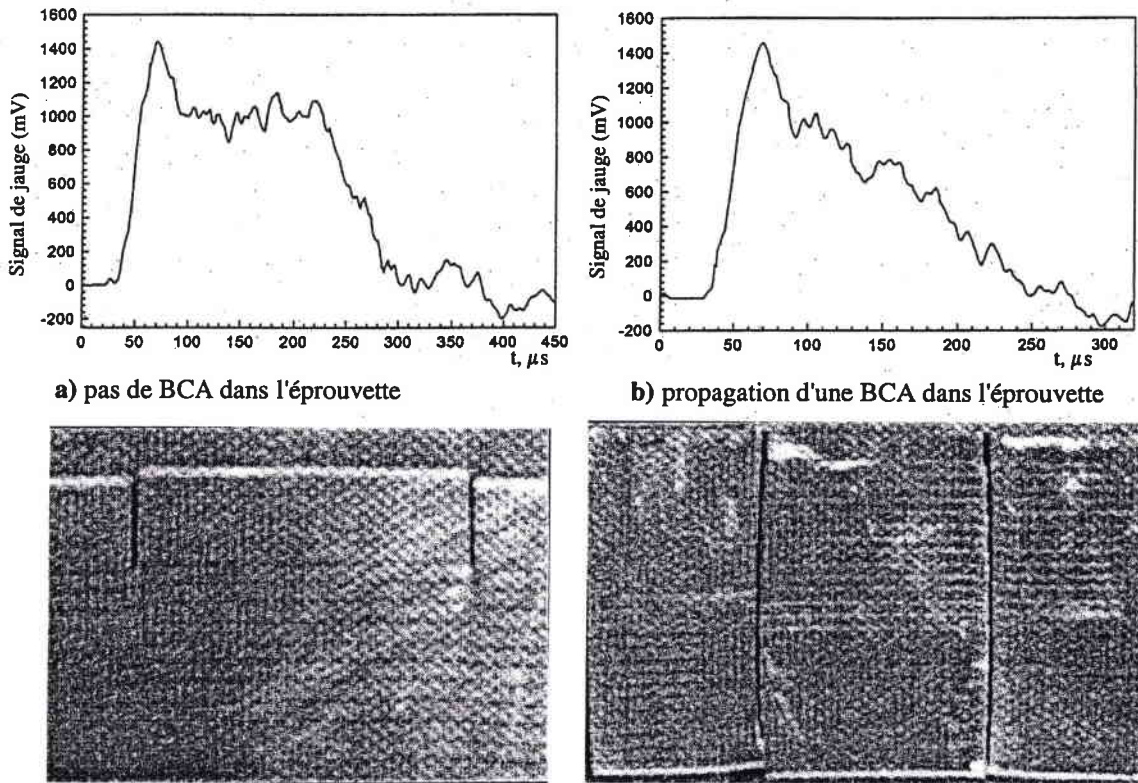 1600
1400
1200
1000
800
600
400
200
0
-200
Signal de jauge (mV)
0 50 100 150 200 250 300 350 400 450
t, µs
a) pas de BCA dans l'éprouvette
1600
1400
1200
1000
800
600
400
200
0
-200
Signal de jauge (mV)
0 50 100 150 200 250 300
t, µs
b) propagation d'une BCA dans l'éprouvette